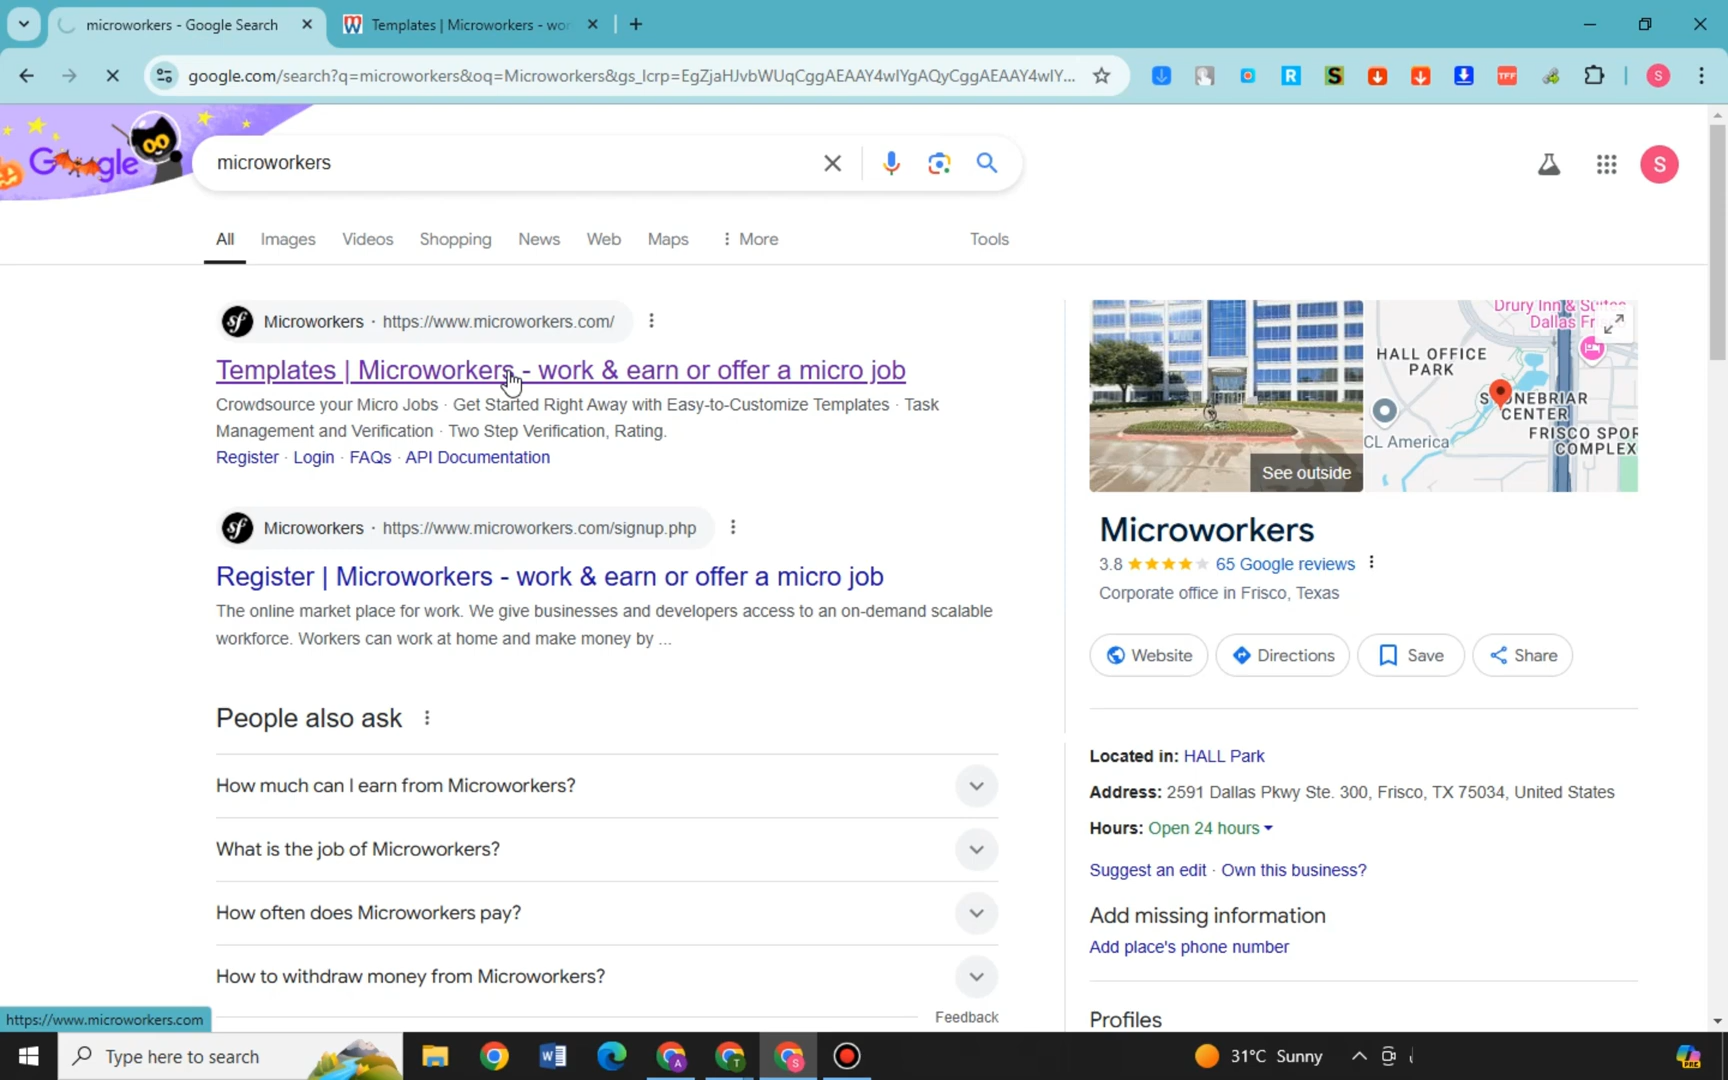 microworkers - Google Search
Templates | Microworkers - wor
google.com/search?q=microworkers&oq=Microworkers&gs_lcrp=EgZjaHJvbWUqCggAEAAY4wIYgAQyCggAEAAY4wIY...
Google
microworkers
All Images Videos Shopping News Web Maps More Tools
Microworkers · https://www.microworkers.com/
Templates | Microworkers - work & earn or offer a micro job
Crowdsource your Micro Jobs · Get Started Right Away with Easy-to-Customize Templates · Task
Management and Verification · Two Step Verification, Rating.
Register · Login · FAQs · API Documentation
Microworkers · https://www.microworkers.com/signup.php
Register | Microworkers - work & earn or offer a micro job
The online market place for work. We give businesses and developers access to an on-demand scalable
workforce. Workers can work at home and make money by ...
People also ask
How much can I earn from Microworkers?
What is the job of Microworkers?
How often does Microworkers pay?
How to withdraw money from Microworkers?
Feedback
https://www.microworkers.com
See outside
Drury Inn & Suites
Dallas Fr
HALL OFFICE
PARK
CL America
CENTER
FRISCO SPOR
COMPLEX
Microworkers
3.8 65 Google reviews
Corporate office in Frisco, Texas
Website Directions Save Share
Located in: HALL Park
Address: 2591 Dallas Pkwy Ste. 300, Frisco, TX 75034, United States
Hours: Open 24 hours
Suggest an edit · Own this business?
Add missing information
Add place's phone number
Profiles
Type here to search
31°C Sunny